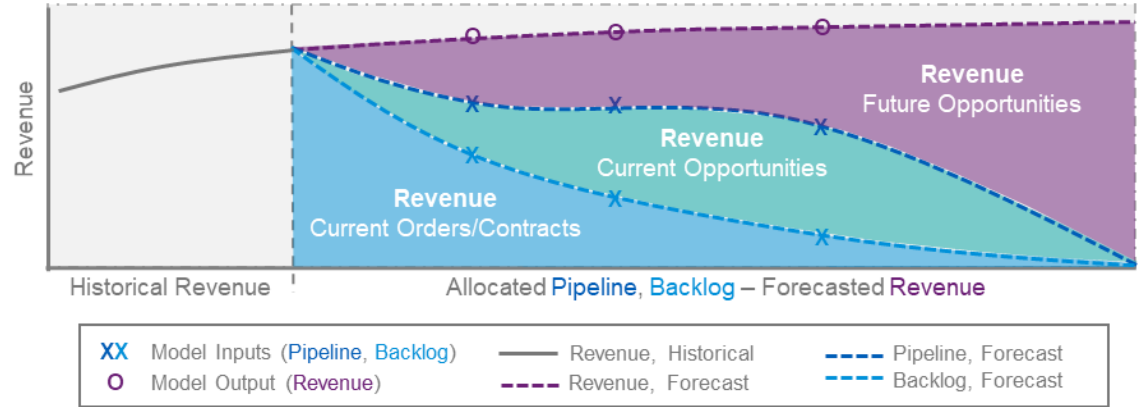 Revenue
Revenue
Future Opportunities
Revenue
Current Opportunities
Revenue
Current Orders/Contracts
Historical Revenue
Allocated Pipeline, Backlog – Forecasted Revenue
XX Model Inputs (Pipeline, Backlog)
Revenue, Historical
Pipeline, Forecast
O Model Output (Revenue)
Revenue, Forecast
Backlog, Forecast